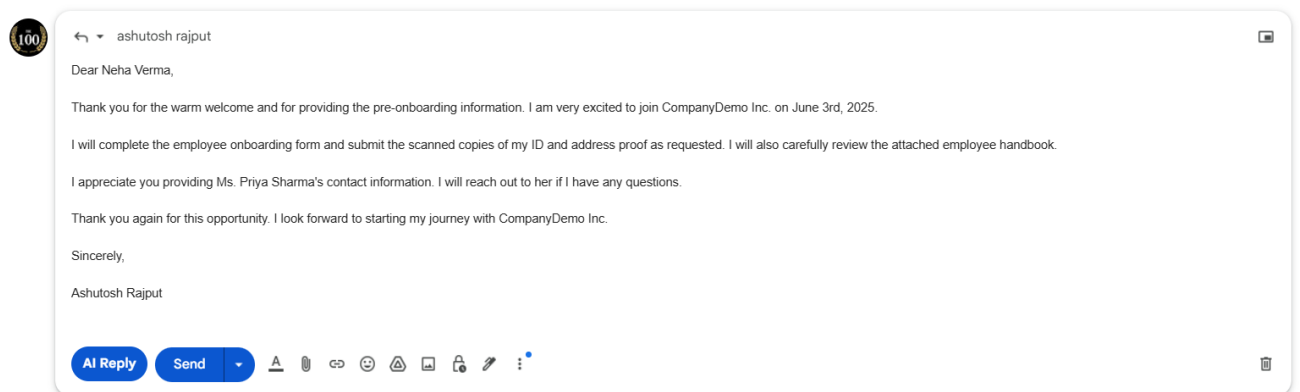 THE
100
ashutosh rajput
Dear Neha Verma,
Thank you for the warm welcome and for providing the pre-onboarding information. I am very excited to join CompanyDemo Inc. on June 3rd, 2025.
I will complete the employee onboarding form and submit the scanned copies of my ID and address proof as requested. I will also carefully review the attached employee handbook.
I appreciate you providing Ms. Priya Sharma's contact information. I will reach out to her if I have any questions.
Thank you again for this opportunity. I look forward to starting my journey with CompanyDemo Inc.
Sincerely,
Ashutosh Rajput
AI Reply Send A